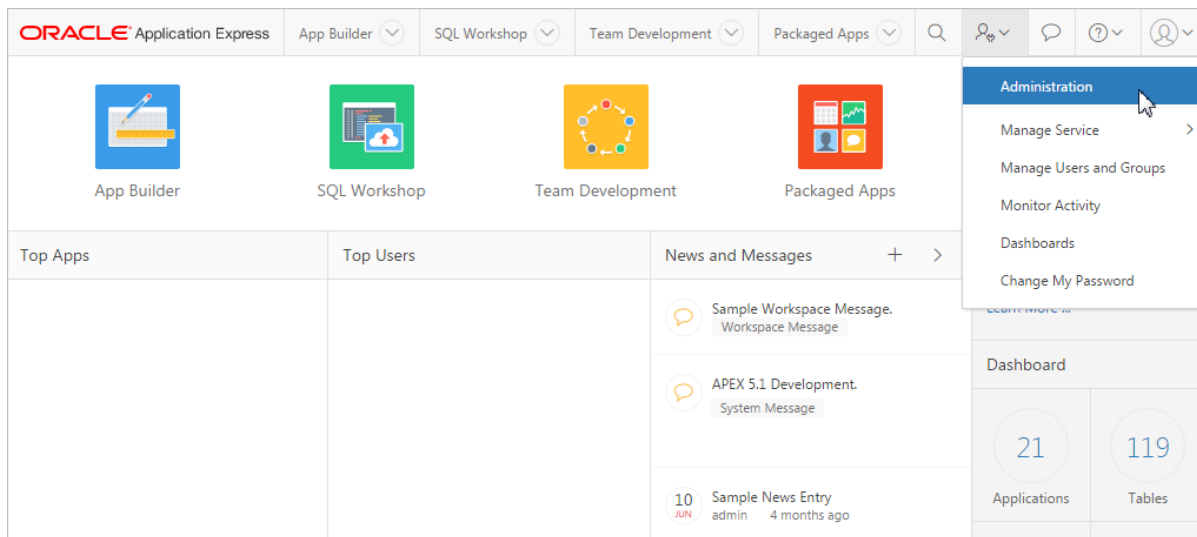 ORACLE Application Express
App Builder
SQL Workshop
Team Development
Packaged Apps
Administration
Manage Service
Manage Users and Groups
Monitor Activity
Dashboards
Change My Password
App Builder
SQL Workshop
Team Development
Packaged Apps
Top Apps
Top Users
News and Messages
Sample Workspace Message.
Workspace Message
APEX 5.1 Development.
System Message
10
JUN
Sample News Entry
admin 4 months ago
Learn More ...
Dashboard
21
Applications
119
Tables